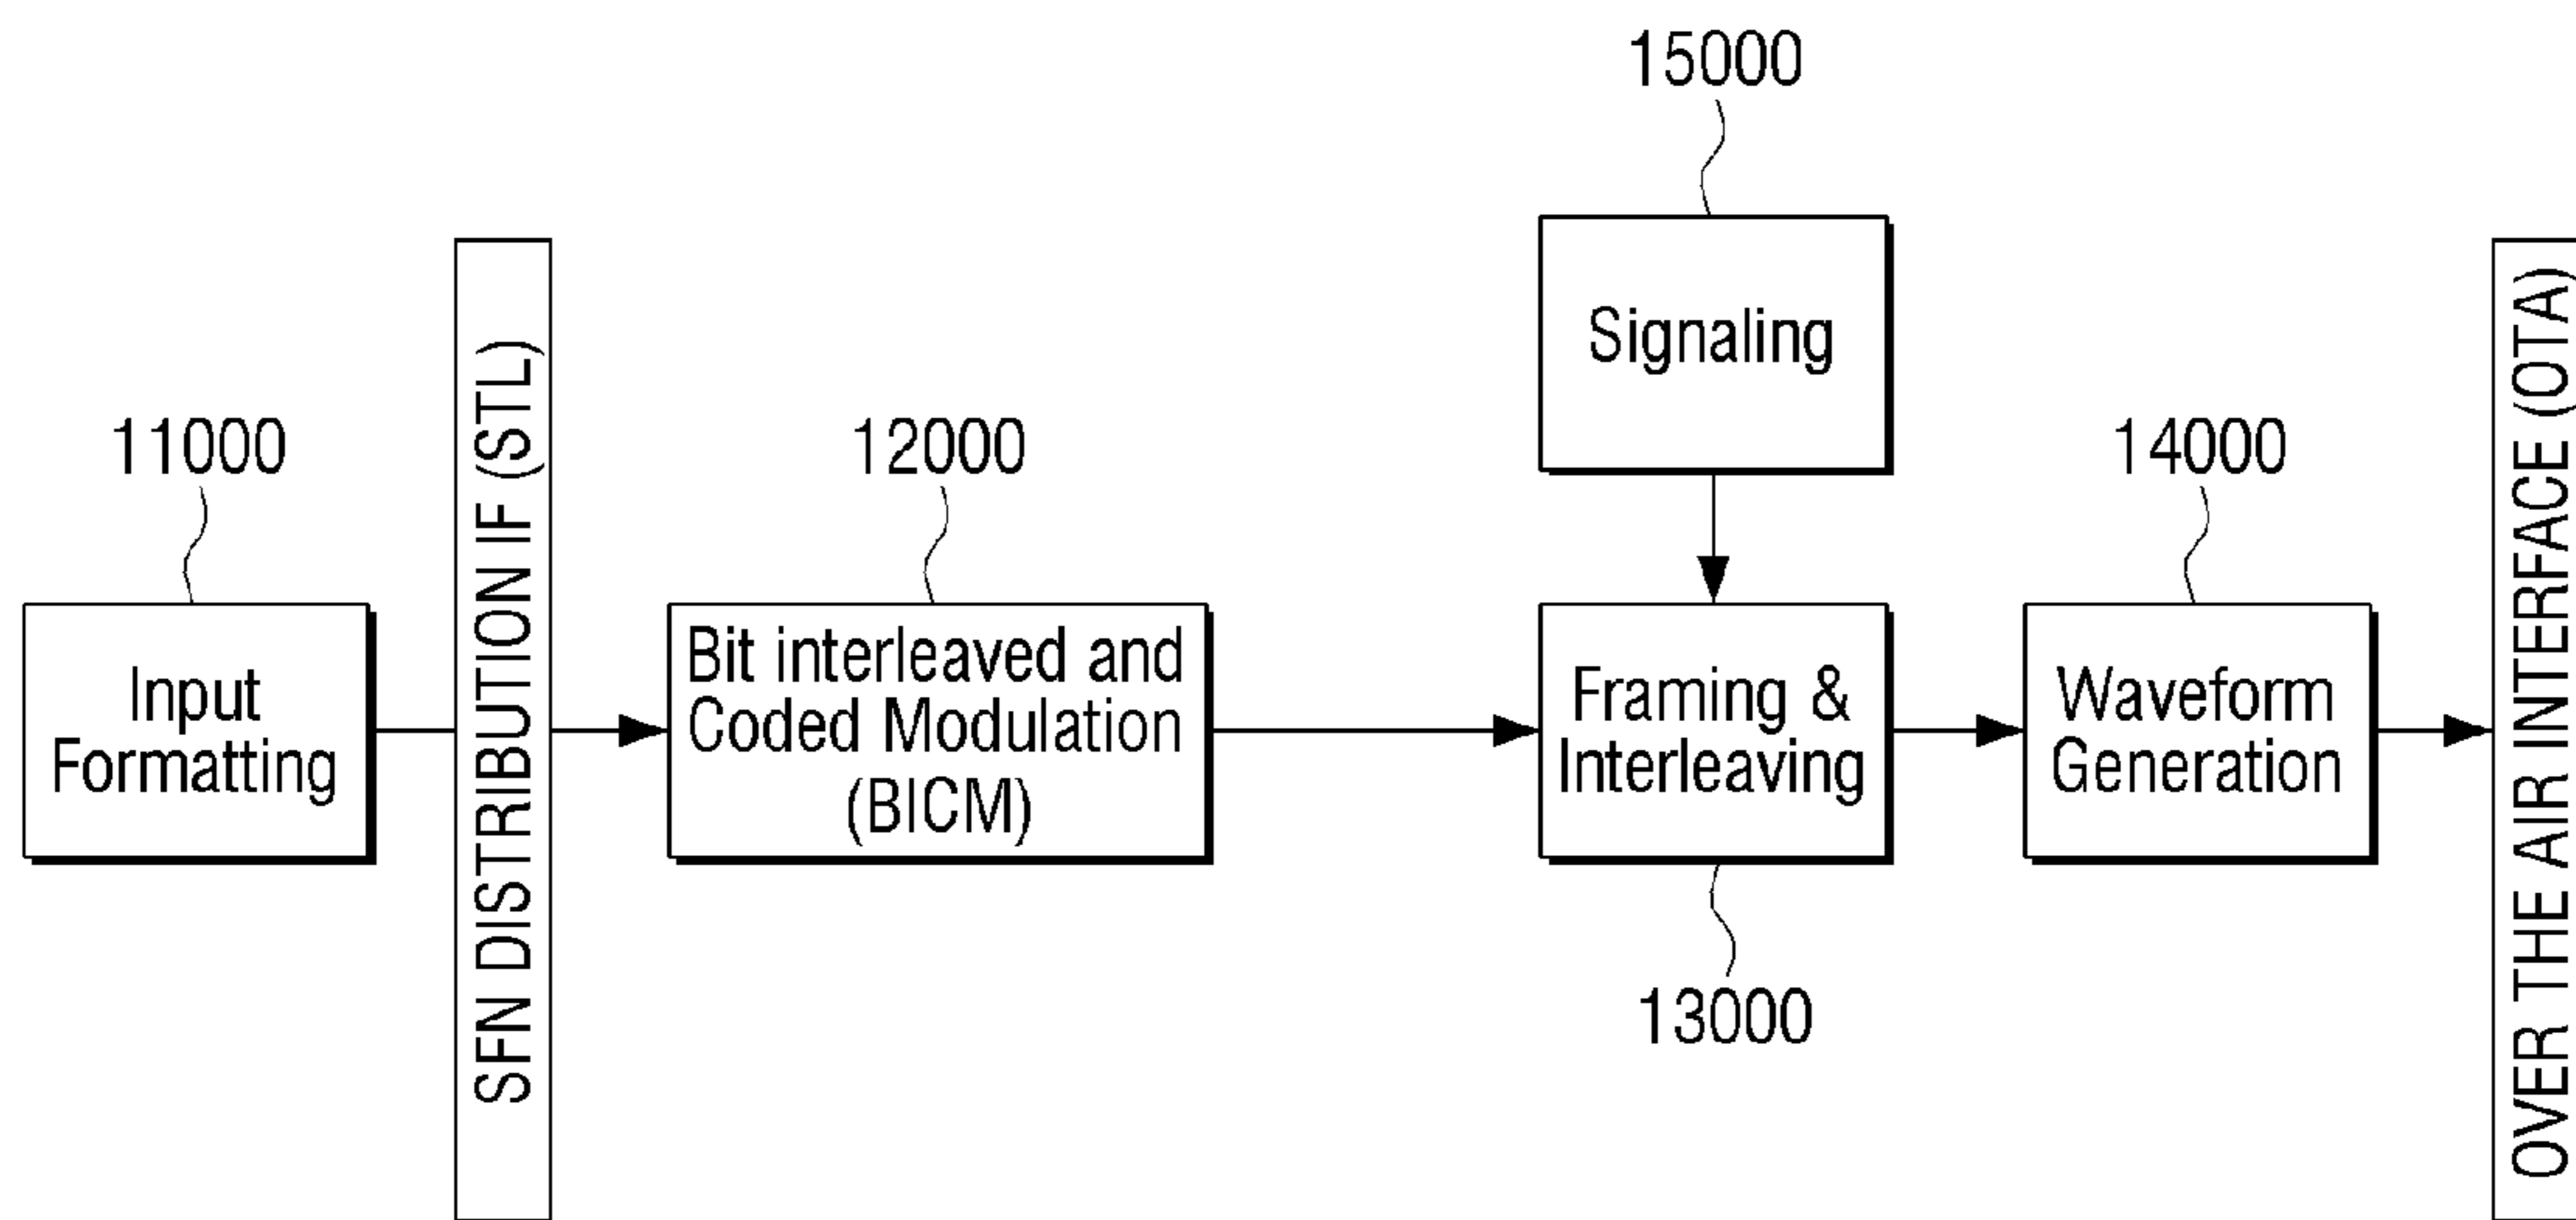 15000
Signaling
11000
Input
Formatting
SFN DISTRIBUTION IF (STL)
12000
Bit interleaved and
Coded Modulation
(BICM)
Framing &
Interleaving
13000
14000
Waveform
Generation
OVER THE AIR INTERFACE (OTA)